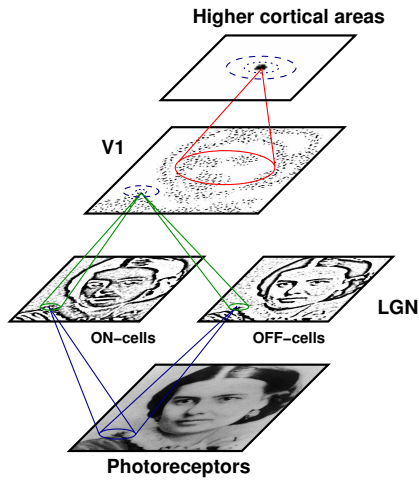 Higher cortical areas
V1
LGN
ON−cells
OFF−cells
Photoreceptors